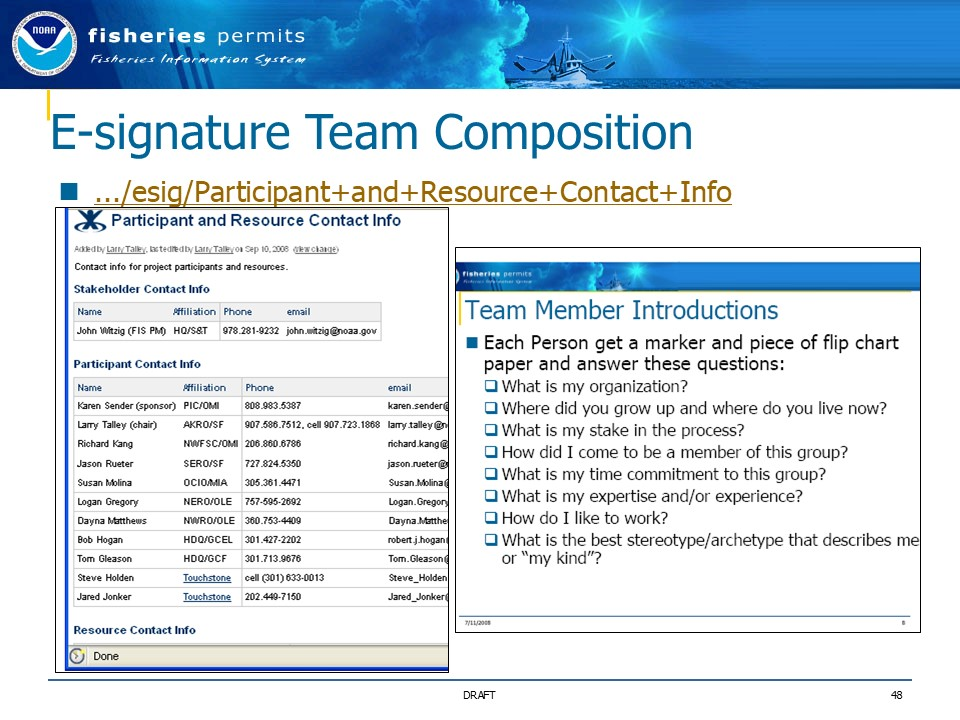 NOAA
fisheries permits
Fisheries Information System
E-signature Team Composition
.../esig/Participant+and+Resource+Contact+Info
Participant and Resource Contact Info
Added by Larry Talley, last edited by Larry Talley on Sep 10, 2008 (view change)
Contact info for project participants and resources.
Stakeholder Contact Info
Name Affiliation Phone email
John Witzig (FIS PM) HQ/S&T 978.281-9232 john.witzig@noaa.gov
Participant Contact Info
Name Affiliation Phone email
Karen Sender (sponsor) PIC/OMI 808.983.5387 karen.sender@
Larry Talley (chair) AKRO/SF 907.586.7512, cell 907.723.1868 larry.talley@n
Richard Kang NWFSC/OMI 206.860.6786 richard.kang@
Jason Rueter SERO/SF 727.824.5350 jason.rueter@
Susan Molina OCIO/MIA 305.361.4471 Susan.Molina@
Logan Gregory NERO/OLE 757-595-2692 Logan.Gregory
Dayna Matthews NWRO/OLE 360.753-4409 Dayna.Matthe
Bob Hogan HDQ/GCEL 301-427-2202 robert.j.hogan
Tom Gleason HDQ/GCF 301.713.9676 Tom.Gleason@
Steve Holden Touchstone cell (301) 633-0013 Steve_Holden
Jared Jonker Touchstone 202.449-7150 Jared_Jonker@
Resource Contact Info
Done
fisheries permits
Team Member Introductions
Each Person get a marker and piece of flip chart
paper and answer these questions:
What is my organization?
Where did you grow up and where do you live now?
What is my stake in the process?
How did I come to be a member of this group?
What is my time commitment to this group?
What is my expertise and/or experience?
How do I like to work?
What is the best stereotype/archetype that describes me
or “my kind”?
7/11/2008 8
DRAFT 48